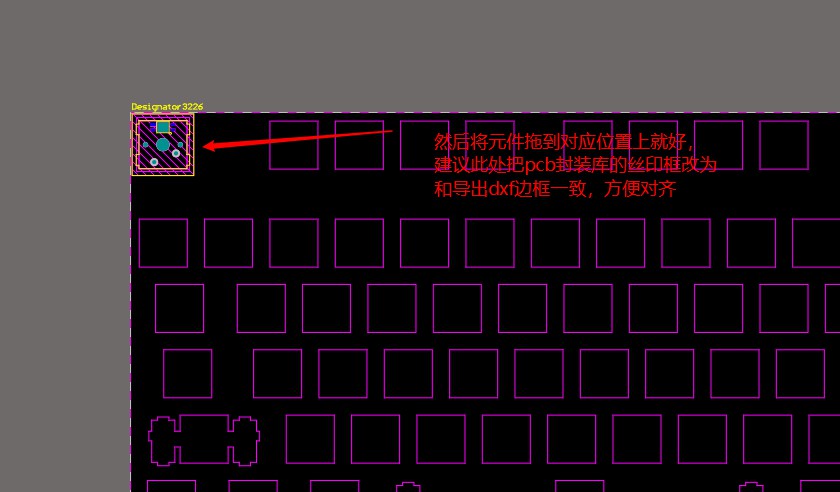 Designator3226
然后将元件拖到对应位置上就好，
建议此处把pcb封装库的丝印框改为
和导出dxf边框一致，方便对齐